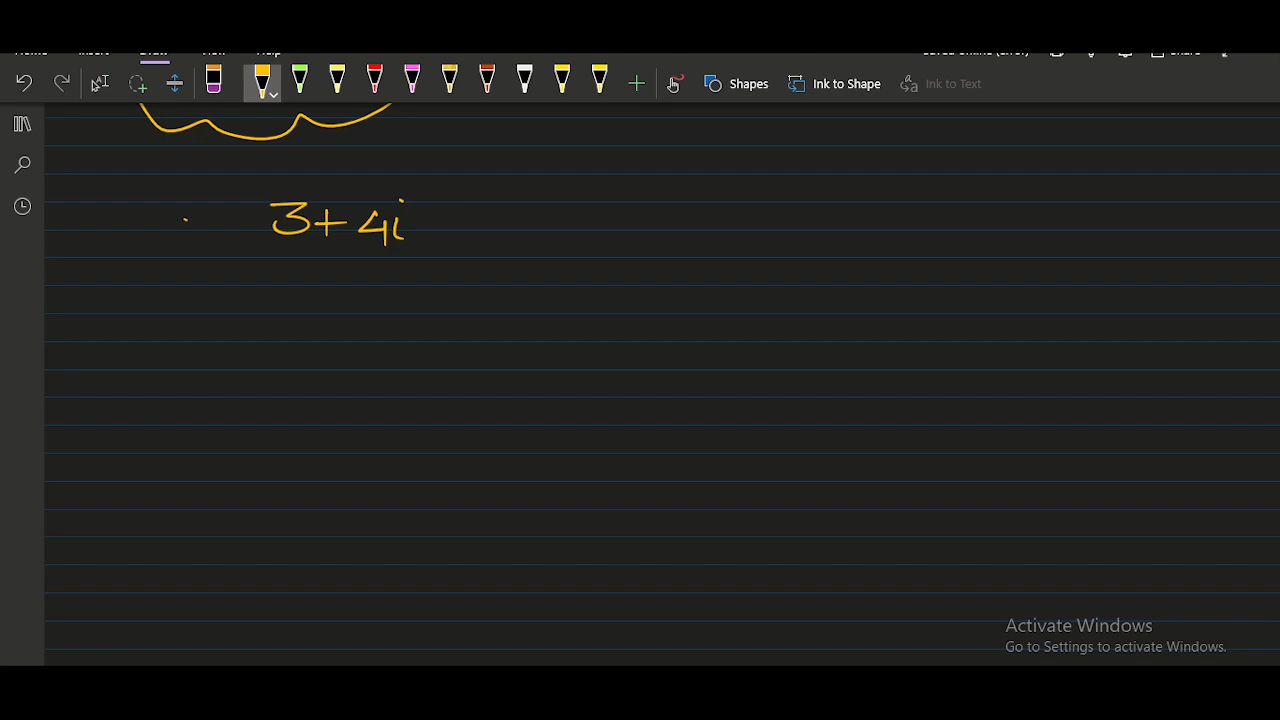 Ink to Shape
Shapes
Ink to Text
3+4i
Activate Windows
Go to Settings to activate Windows.